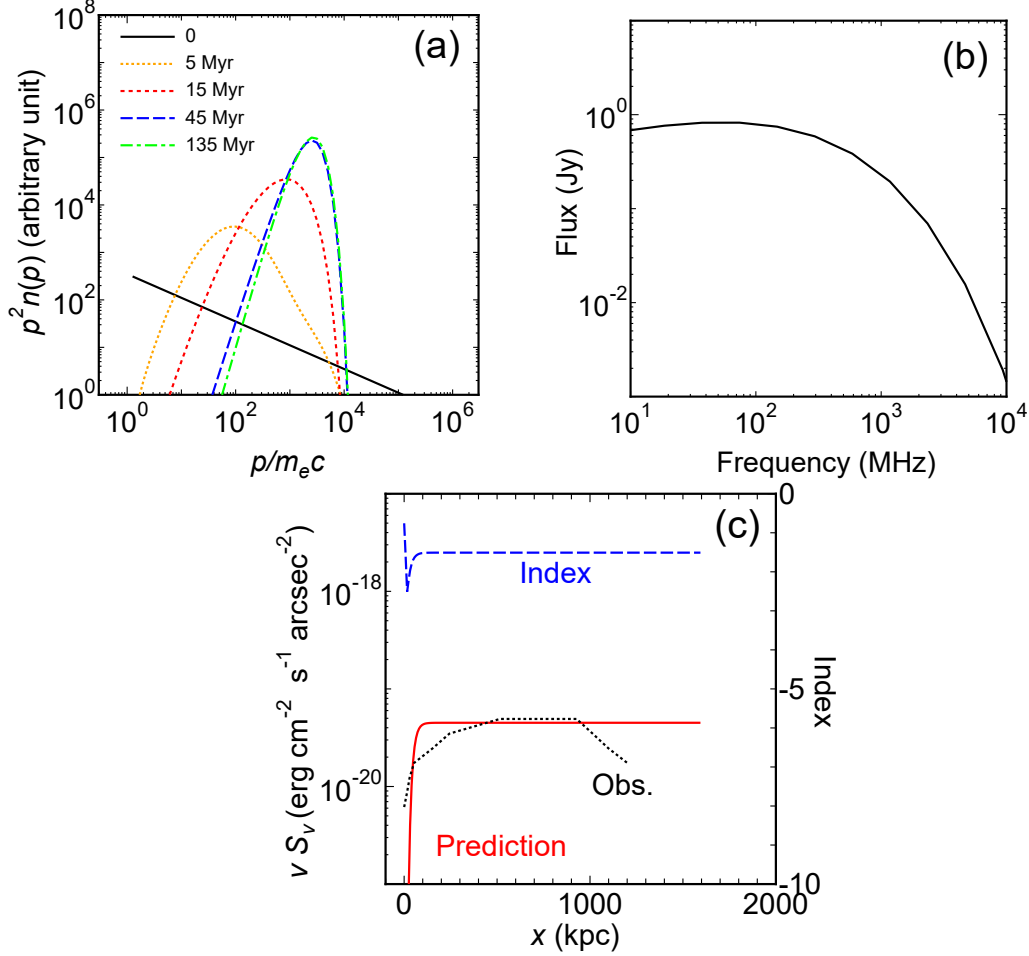 (a)
0
5 Myr
15 Myr
45 Myr
135 Myr
10^8
10^6
10^4
10^2
10^0
p^2 n(p) (arbitrary unit)
10^0 10^2 10^4 10^6
p/m_e c
(b)
10^0
10^-2
Flux (Jy)
10^1 10^2 10^3 10^4
Frequency (MHz)
(c)
Index
Obs.
Prediction
10^-18
10^-20
ν S_ν (erg cm^-2 s^-1 arcsec^-2)
0
-5
-10
Index
0 1000 2000
x (kpc)